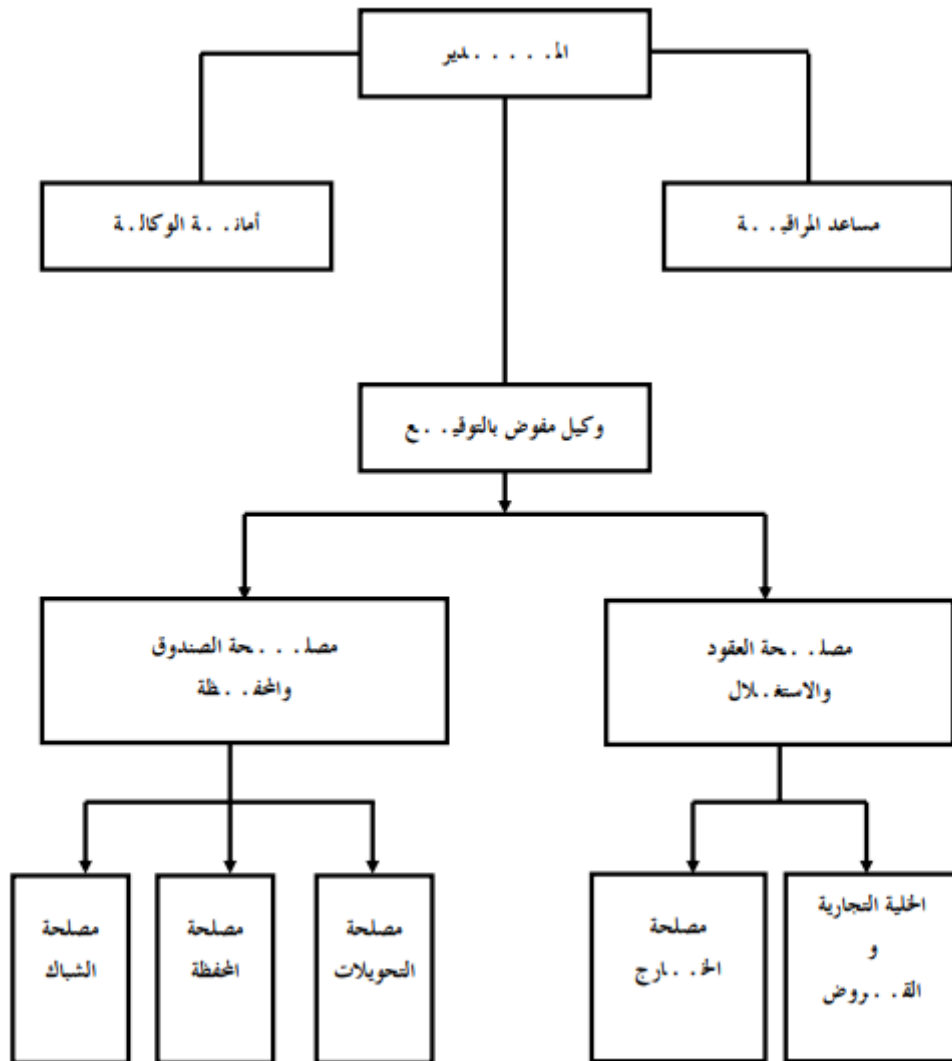 المـ . . . . ـدير
مساعد المراقبـ . . ـة
أمانـ . . ـة الوكالـ . ـة
وكيل مفوض بالتوقيـ . . ـع
مصلـ . . ـحة العقود
والاستغـ . ـلال
مصلـ . . . ـحة الصندوق
والمحفـ . . ـظة
الخلية التجارية
و
القـ . . ـروض
مصلحة
الخـ . . ـارج
مصلحة
التحويلات
مصلحة
المحفظة
مصلحة
الشباك